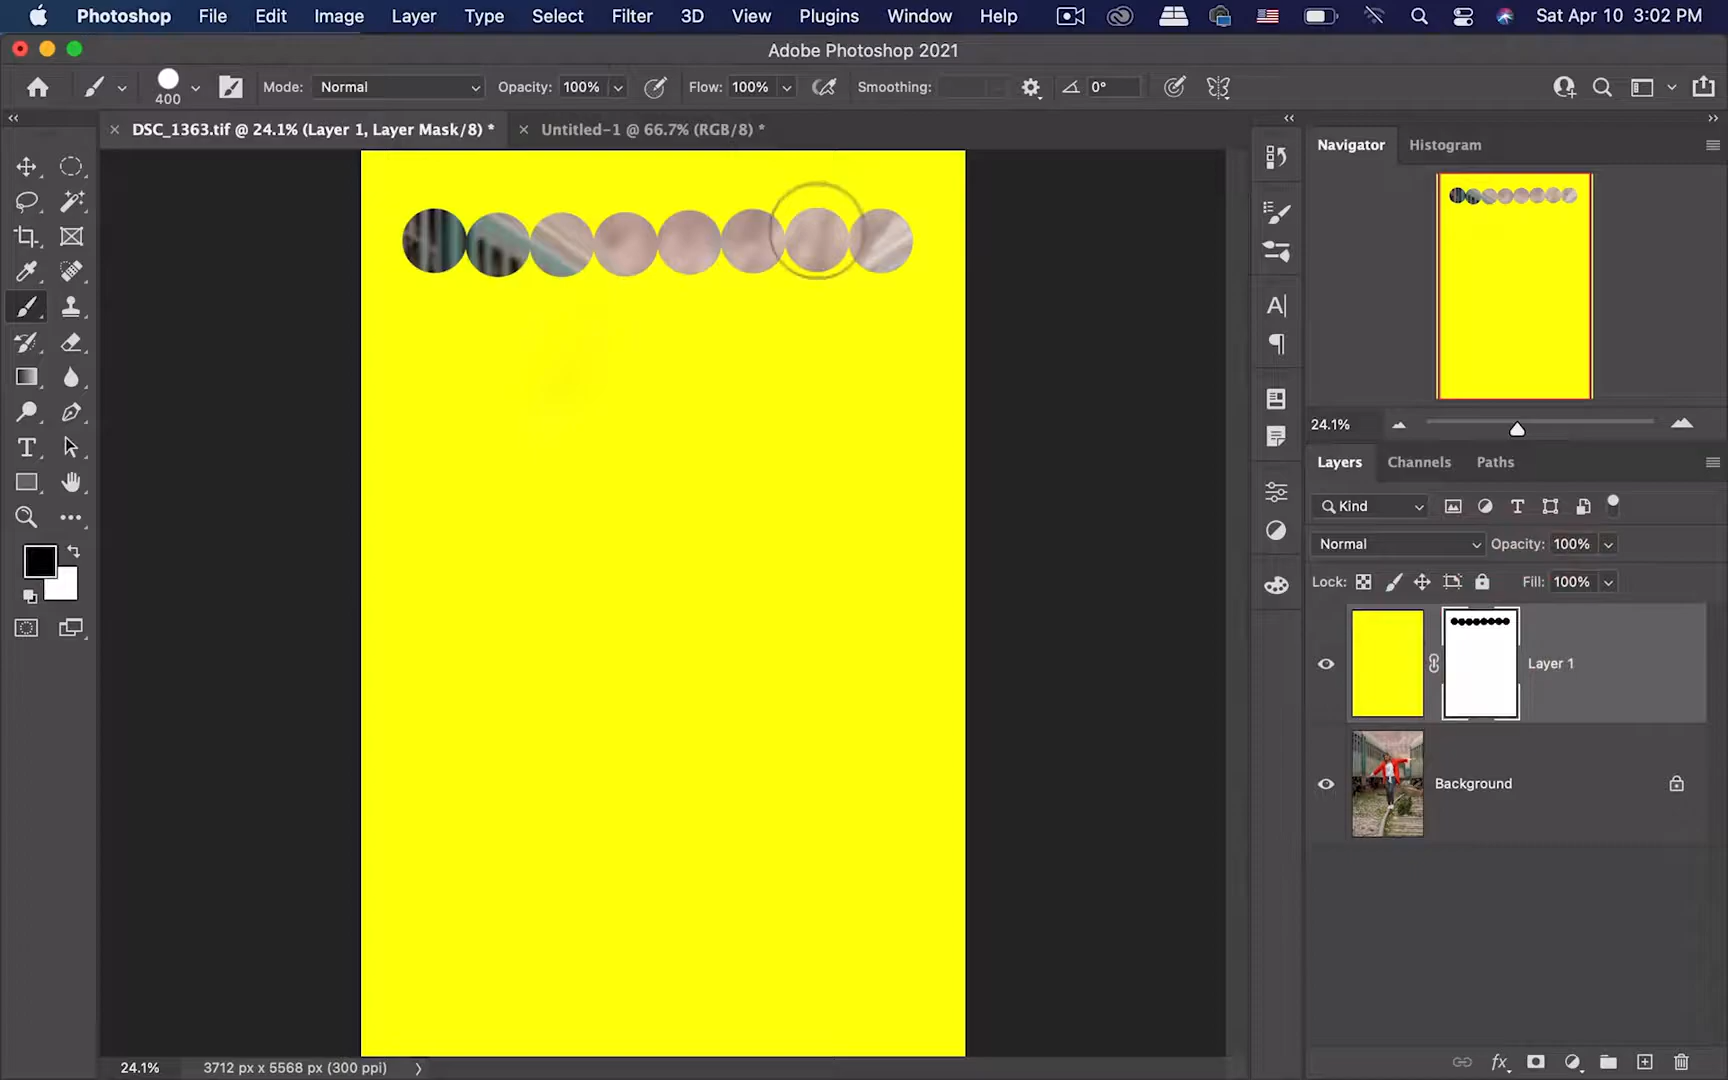 Photoshop File Edit Image Layer Type Select Filter 3D View Plugins Window Help Sat Apr 10 3:02 PM
Adobe Photoshop 2021
400 Mode: Normal Opacity: 100% Flow: 100% Smoothing: 0°
DSC_1363.tif @ 24.1% (Layer 1, Layer Mask/8) * Untitled-1 @ 66.7% (RGB/8) *
Navigator Histogram
24.1%
Layers Channels Paths
Kind
Normal Opacity: 100%
Lock: Fill: 100%
Layer 1
Background
24.1% 3712 px x 5568 px (300 ppi)